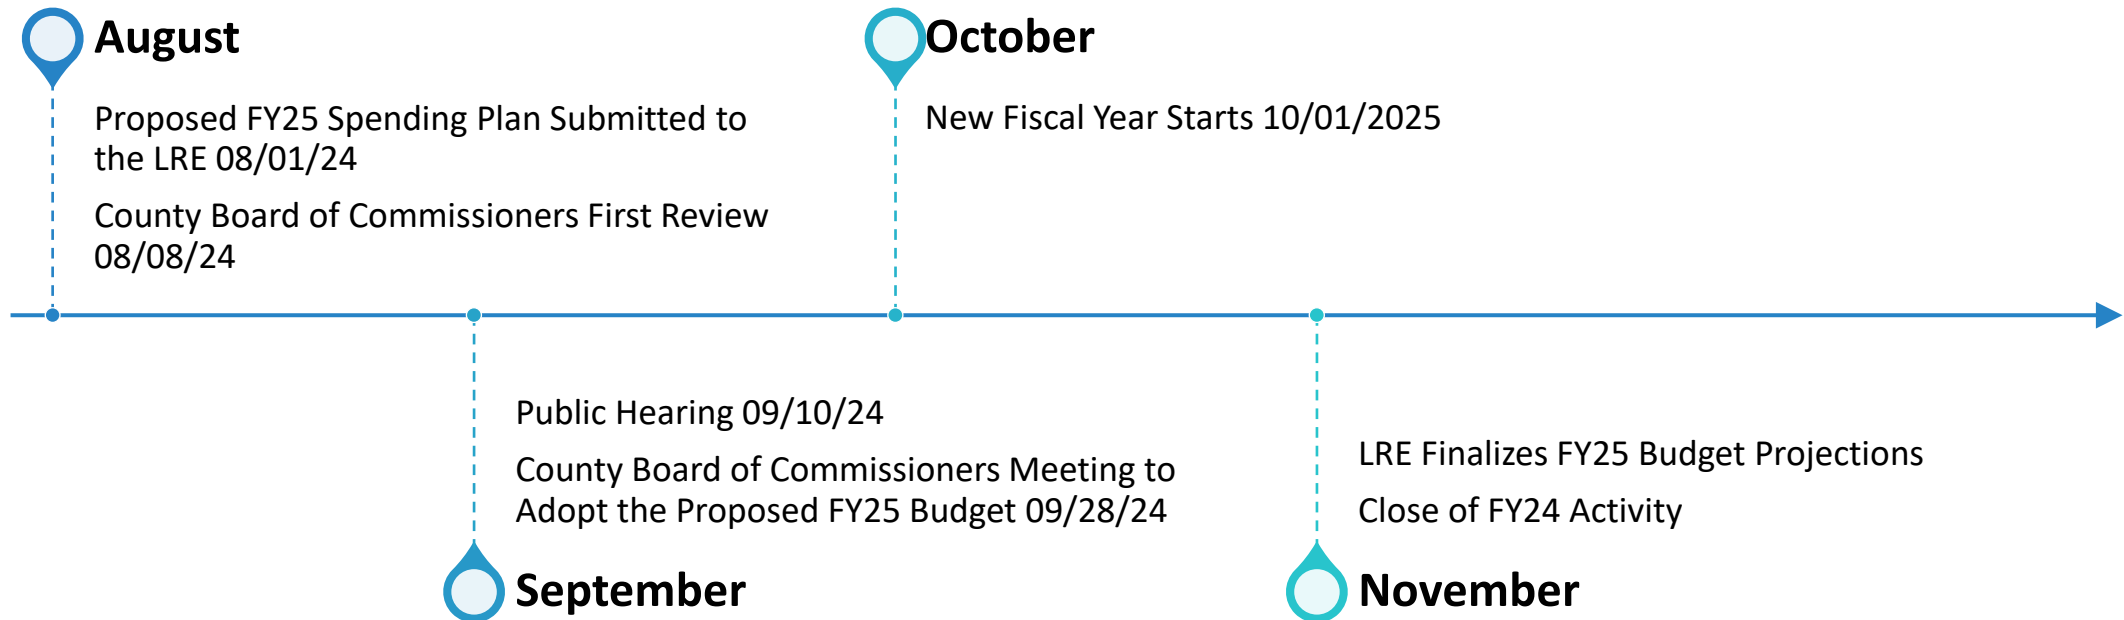 August
Proposed FY25 Spending Plan Submitted to
the LRE 08/01/24
County Board of Commissioners First Review
08/08/24
Public Hearing 09/10/24
County Board of Commissioners Meeting to
Adopt the Proposed FY25 Budget 09/28/24
September
October
New Fiscal Year Starts 10/01/2025
LRE Finalizes FY25 Budget Projections
Close of FY24 Activity
November